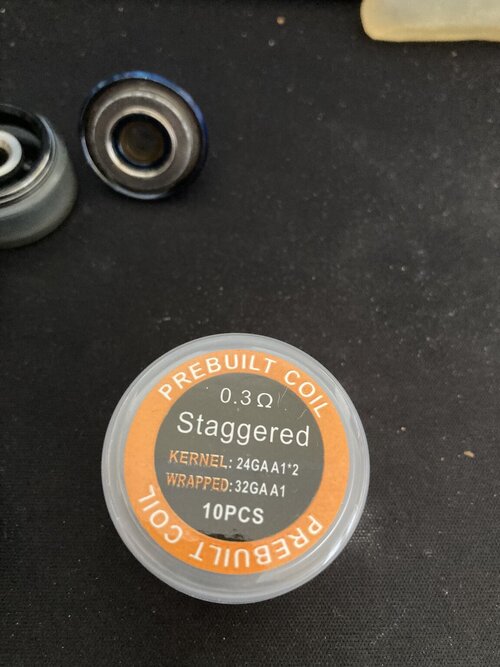 PREBUILT COIL
0.3Ω
Staggered
KERNEL: 24GA A1*2
WRAPPED: 32GA A1
10PCS
PREBUILT COIL